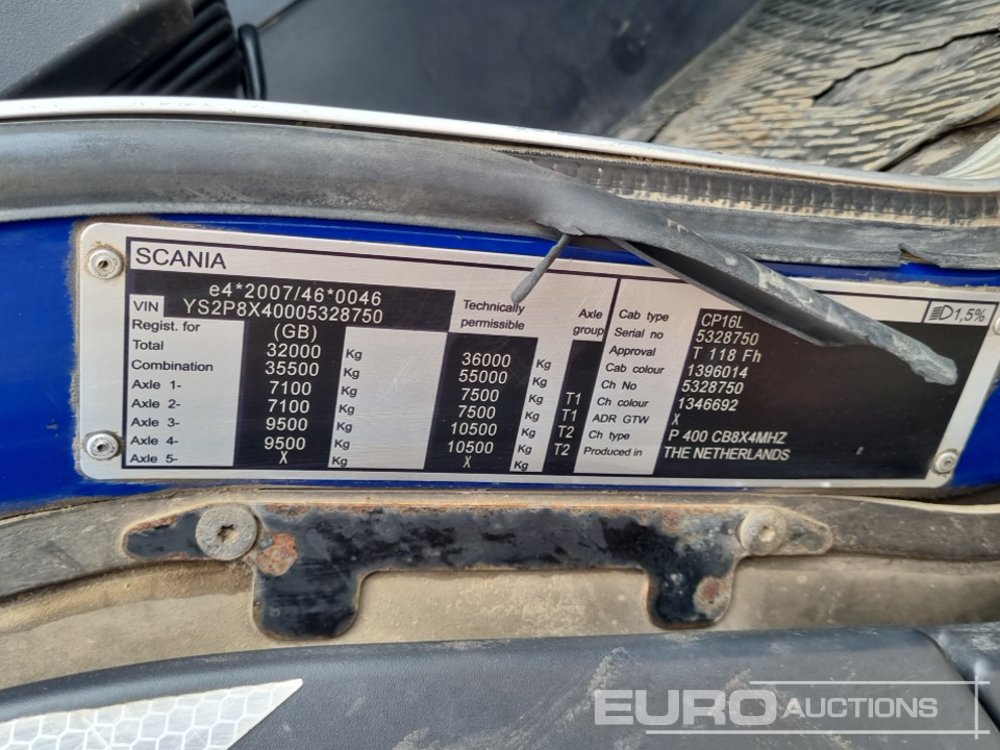 SCANIA
e4*2007/46*0046
VIN YS2P8X40005328750
Regist. for (GB) Technically permissible Axle group
Total 32000 Kg 36000 Kg
Combination 35500 Kg 55000 Kg
Axle 1- 7100 Kg 7500 Kg T1
Axle 2- 7100 Kg 7500 Kg T1
Axle 3- 9500 Kg 10500 Kg T2
Axle 4- 9500 Kg 10500 Kg T2
Axle 5- X Kg X Kg
Cab type CP16L
Serial no 5328750
Approval T 118 Fh
Cab colour 1396014
Ch No 5328750
Ch colour 1346692
ADR GTW X
Ch type P 400 CB8X4MHZ
Produced in THE NETHERLANDS
1,5%
EURO AUCTIONS